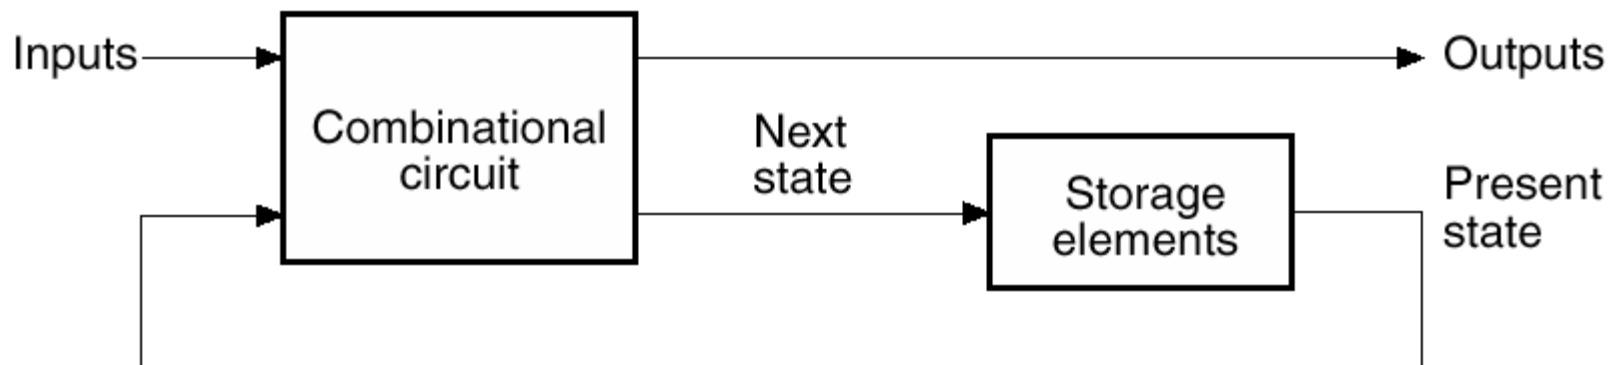 Inputs
Outputs
Combinational
circuit
Next
state
Storage
elements
Present
state